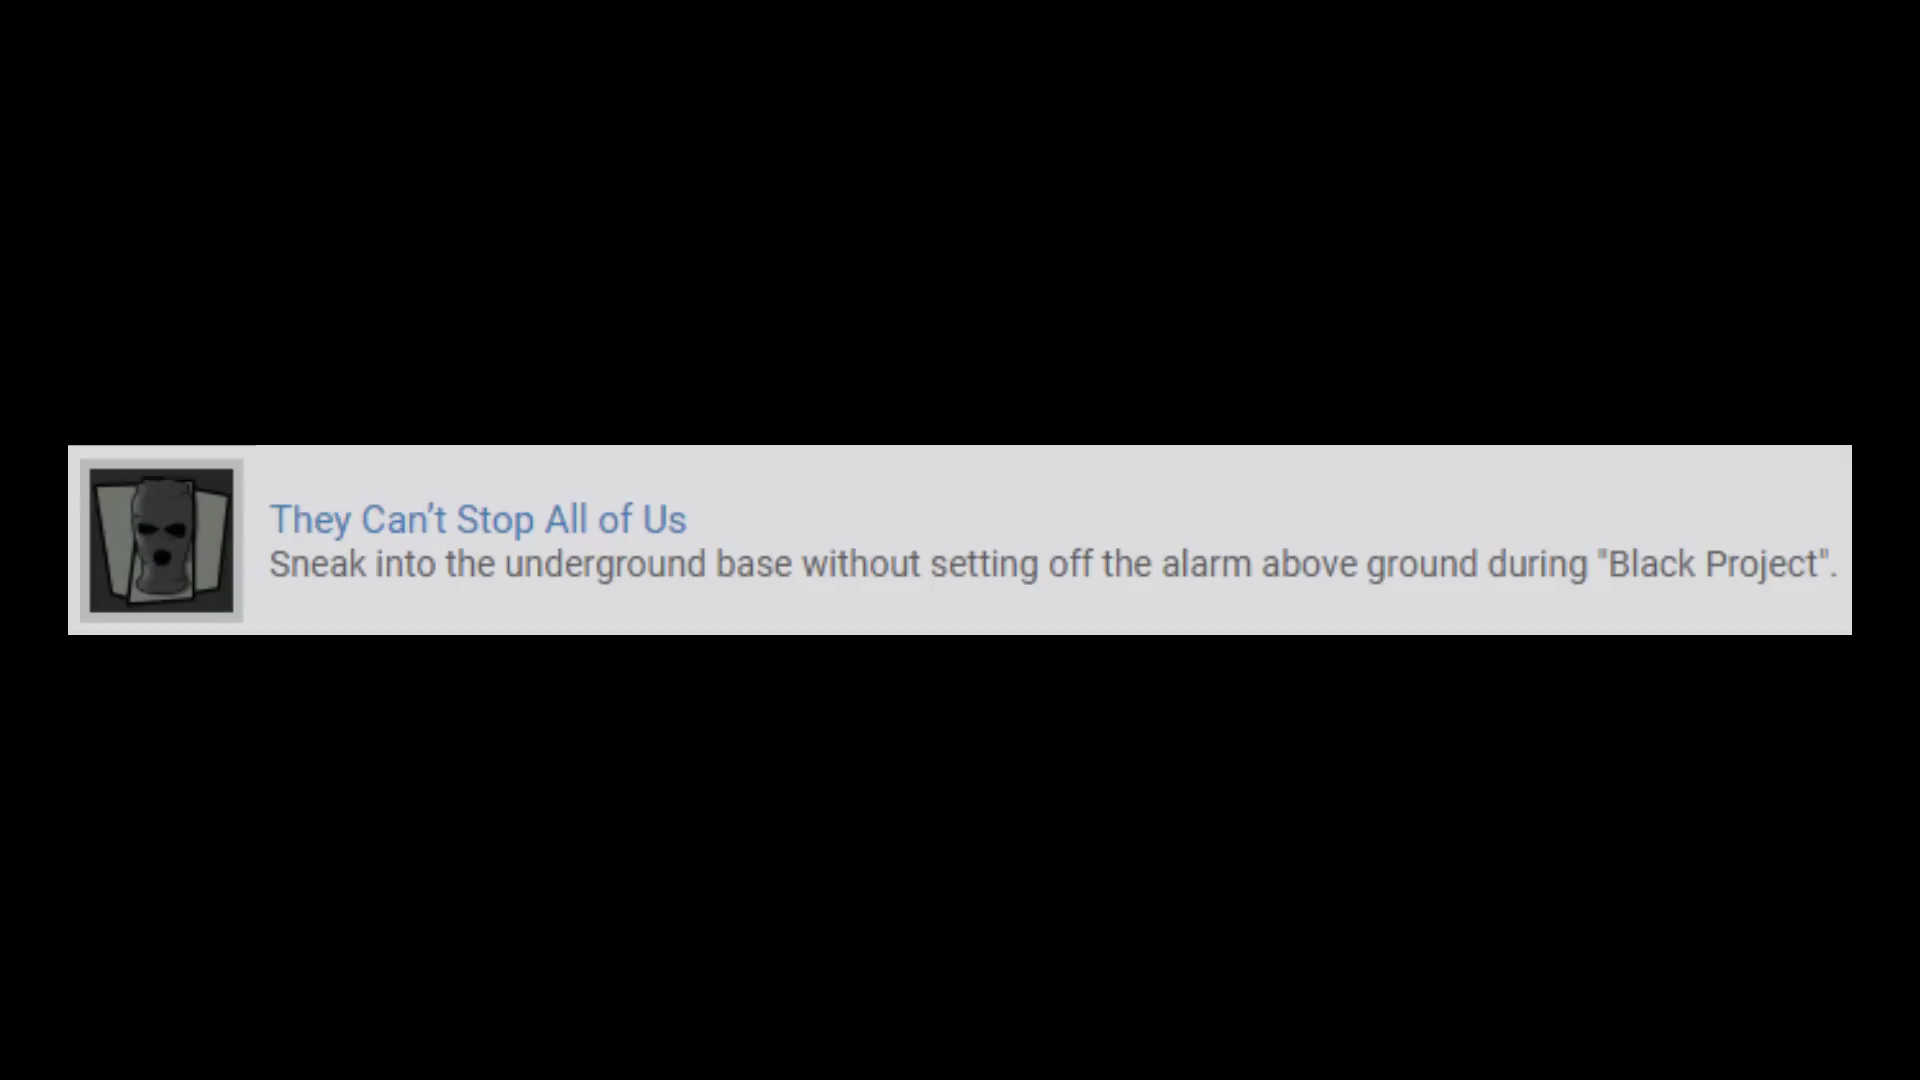 They Can’t Stop All of Us
Sneak into the underground base without setting off the alarm above ground during "Black Project".